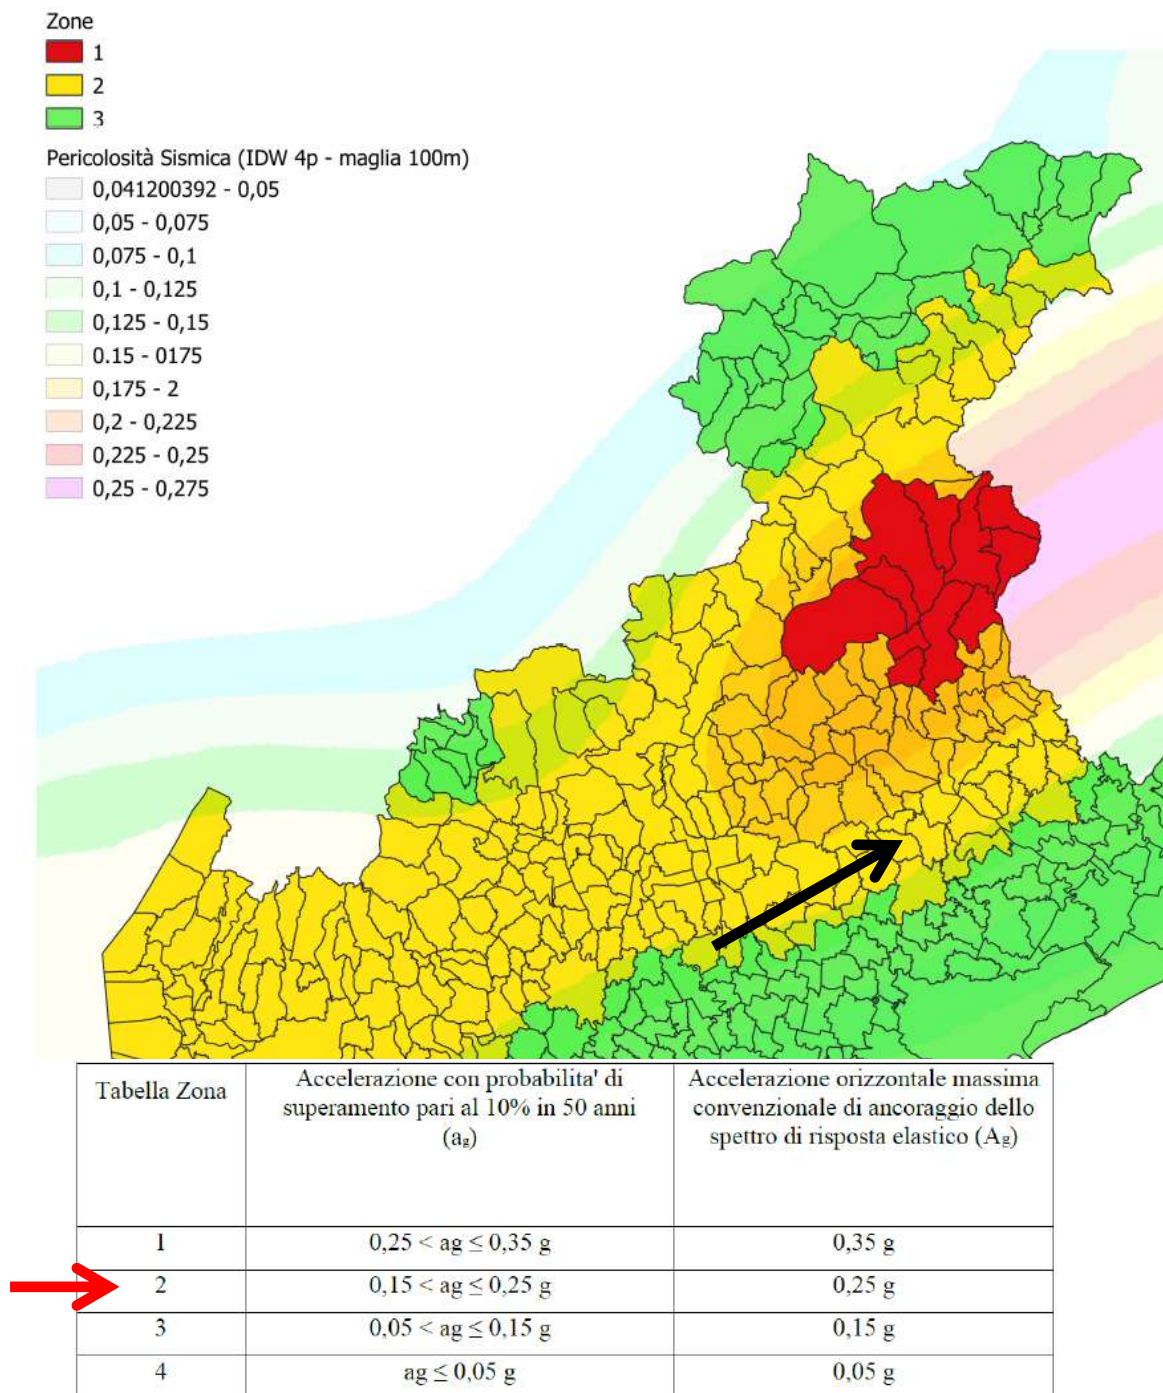 Zone
1
2
3
Pericolosità Sismica (IDW 4p - maglia 100m)
0,041200392 - 0,05
0,05 - 0,075
0,075 - 0,1
0,1 - 0,125
0,125 - 0,15
0.15 - 0175
0,175 - 2
0,2 - 0,225
0,225 - 0,25
0,25 - 0,275
Tabella Zona
Accelerazione con probabilita' di
superamento pari al 10% in 50 anni
(ag)
Accelerazione orizzontale massima
convenzionale di ancoraggio dello
spettro di risposta elastico (Ag)
1 0,25 < ag ≤ 0,35 g 0,35 g
2 0,15 < ag ≤ 0,25 g 0,25 g
3 0,05 < ag ≤ 0,15 g 0,15 g
4 ag ≤ 0,05 g 0,05 g